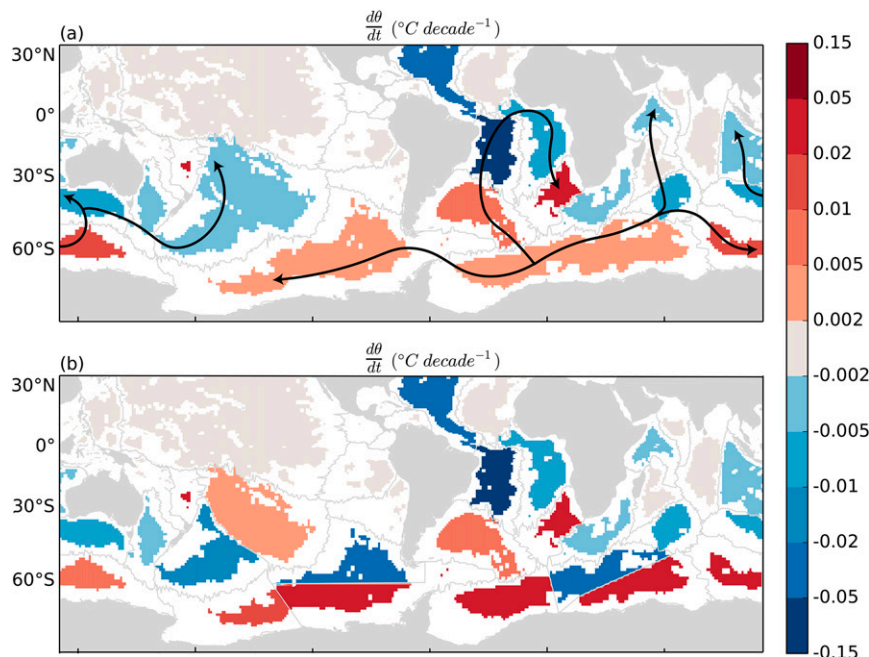 (a)
dθ/dt (°C decade⁻¹)
30°N
0°
30°S
60°S
(b)
dθ/dt (°C decade⁻¹)
30°N
0°
30°S
60°S
0.15
0.05
0.02
0.01
0.005
0.002
-0.002
-0.005
-0.01
-0.02
-0.05
-0.15